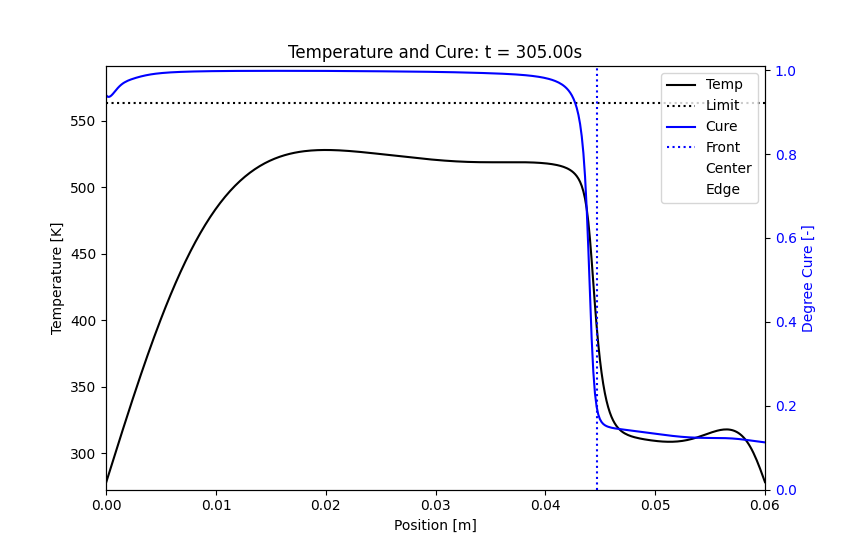 Temperature and Cure: t = 305.00s
Temp
Limit
Cure
Front
Center
Edge
Temperature [K]
550
500
450
400
350
300
Degree Cure [-]
1.0
0.8
0.6
0.4
0.2
0.0
0.00 0.01 0.02 0.03 0.04 0.05 0.06
Position [m]